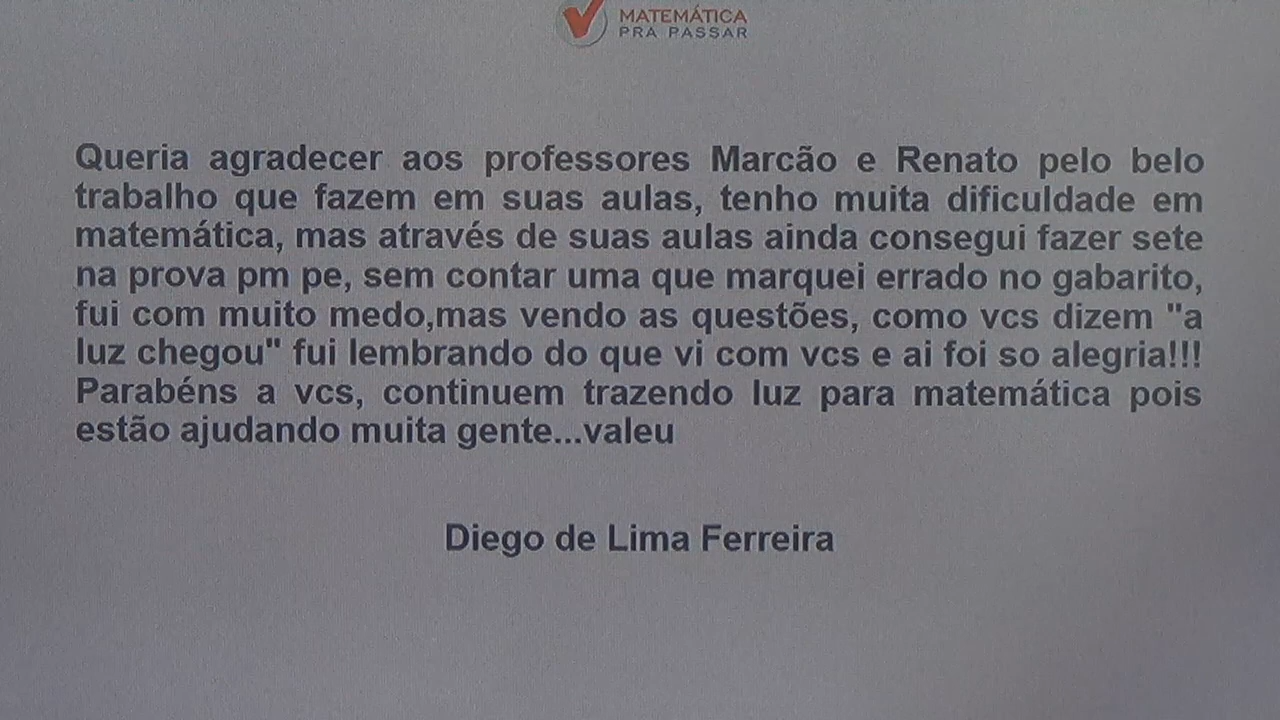 MATEMÁTICA
PRA PASSAR
Queria agradecer aos professores Marcão e Renato pelo belo
trabalho que fazem em suas aulas, tenho muita dificuldade em
matemática, mas através de suas aulas ainda consegui fazer sete
na prova pm pe, sem contar uma que marquei errado no gabarito,
fui com muito medo,mas vendo as questões, como vcs dizem "a
luz chegou" fui lembrando do que vi com vcs e ai foi so alegria!!!
Parabéns a vcs, continuem trazendo luz para matemática pois
estão ajudando muita gente...valeu
Diego de Lima Ferreira